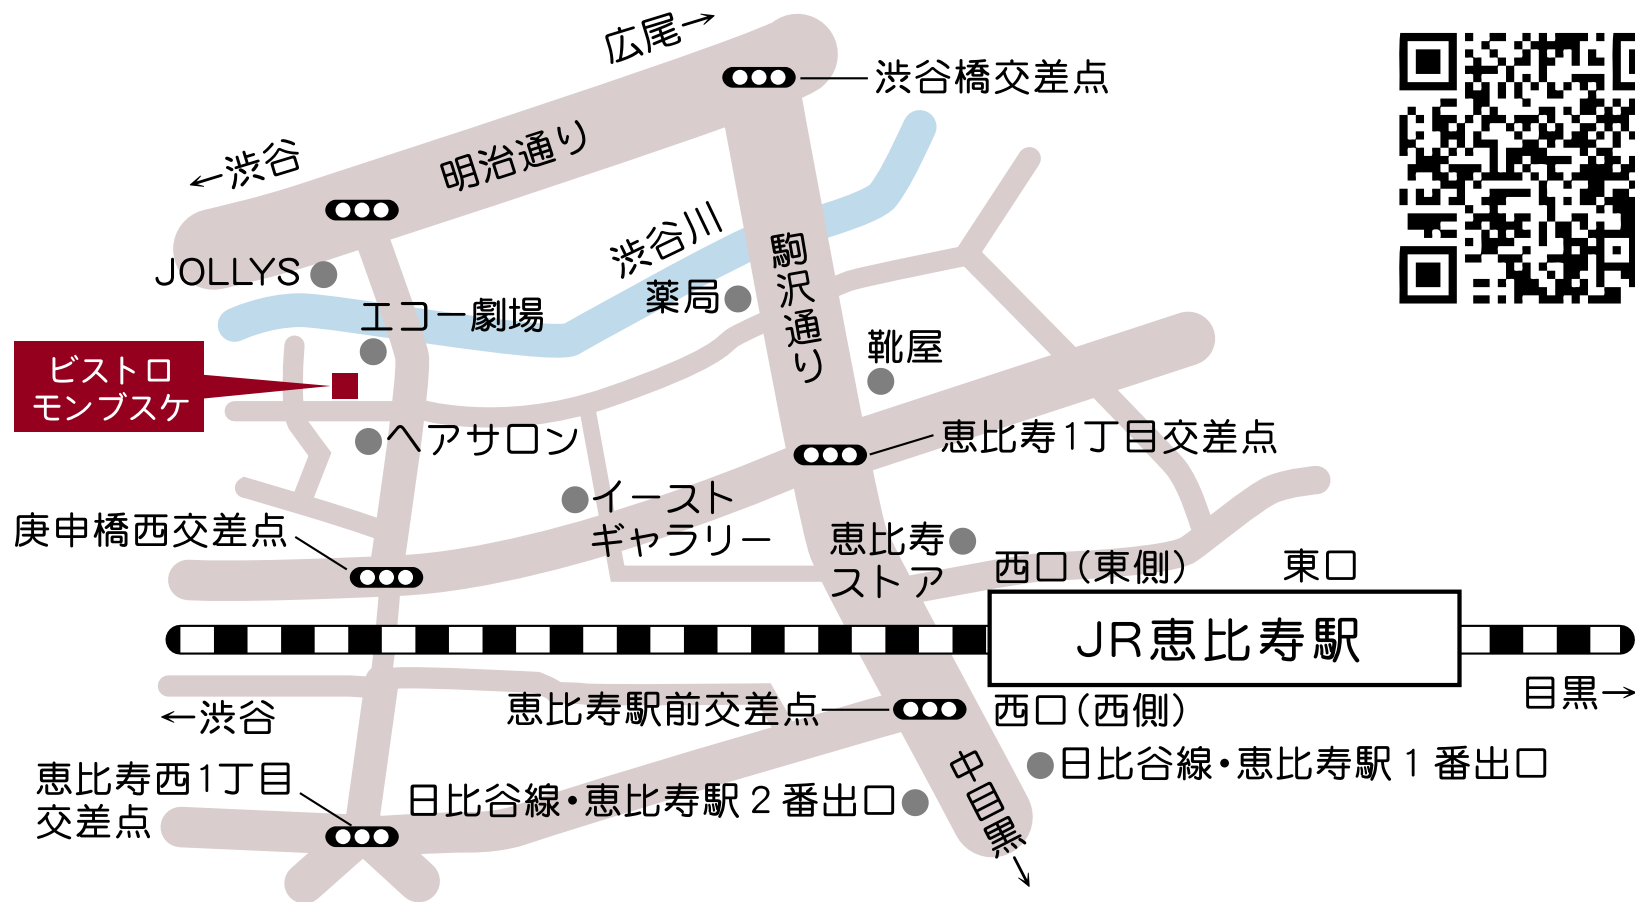 広尾→
渋谷橋交差点
←渋谷
明治通り
渋谷川
駒沢通り
JOLLYS
薬局
エコー劇場
靴屋
ビストロ
モンブスケ
ヘアサロン
恵比寿1丁目交差点
イースト
ギャラリー
庚申橋西交差点
恵比寿
ストア
西口(東側)
東口
JR恵比寿駅
目黒→
←渋谷
恵比寿駅前交差点
西口(西側)
中目黒→
日比谷線・恵比寿駅1番出口
恵比寿西1丁目
交差点
日比谷線・恵比寿駅2番出口